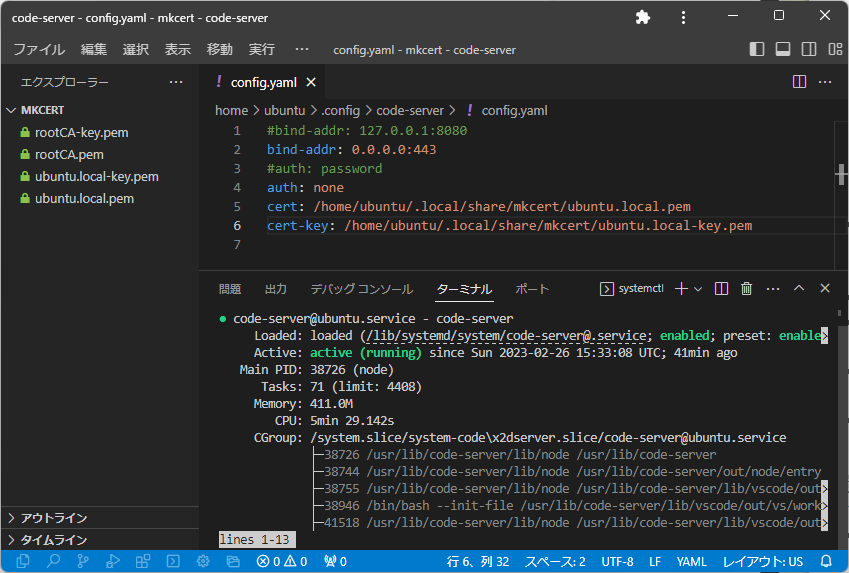 code-server - config.yaml - mkcert - code-server
ファイル 編集 選択 表示 移動 実行 ··· config.yaml - mkcert - code-server
エクスプローラー ···
MKCERT
rootCA-key.pem
rootCA.pem
ubuntu.local-key.pem
ubuntu.local.pem
アウトライン
タイムライン
! config.yaml ×
home > ubuntu > .config > code-server > ! config.yaml
1 #bind-addr: 127.0.0.1:8080
2 bind-addr: 0.0.0.0:443
3 #auth: password
4 auth: none
5 cert: /home/ubuntu/.local/share/mkcert/ubuntu.local.pem
6 cert-key: /home/ubuntu/.local/share/mkcert/ubuntu.local-key.pem
7
問題 出力 デバッグ コンソール ターミナル ポート systemctl
● code-server@ubuntu.service - code-server
Loaded: loaded (/lib/systemd/system/code-server@.service; enabled; preset: enable>
Active: active (running) since Sun 2023-02-26 15:33:08 UTC; 41min ago
Main PID: 38726 (node)
Tasks: 71 (limit: 4408)
Memory: 411.0M
CPU: 5min 29.142s
CGroup: /system.slice/system-code\x2dserver.slice/code-server@ubuntu.service
├─38726 /usr/lib/code-server/lib/node /usr/lib/code-server
├─38744 /usr/lib/code-server/lib/node /usr/lib/code-server/out/node/entry
├─38755 /usr/lib/code-server/lib/node /usr/lib/code-server/lib/vscode/out>
├─38946 /bin/bash --init-file /usr/lib/code-server/lib/vscode/out/vs/work>
├─41518 /usr/lib/code-server/lib/node /usr/lib/code-server/lib/vscode/out>
lines 1-13
0 0 0 行 6、列 32 スペース: 2 UTF-8 LF YAML レイアウト: US